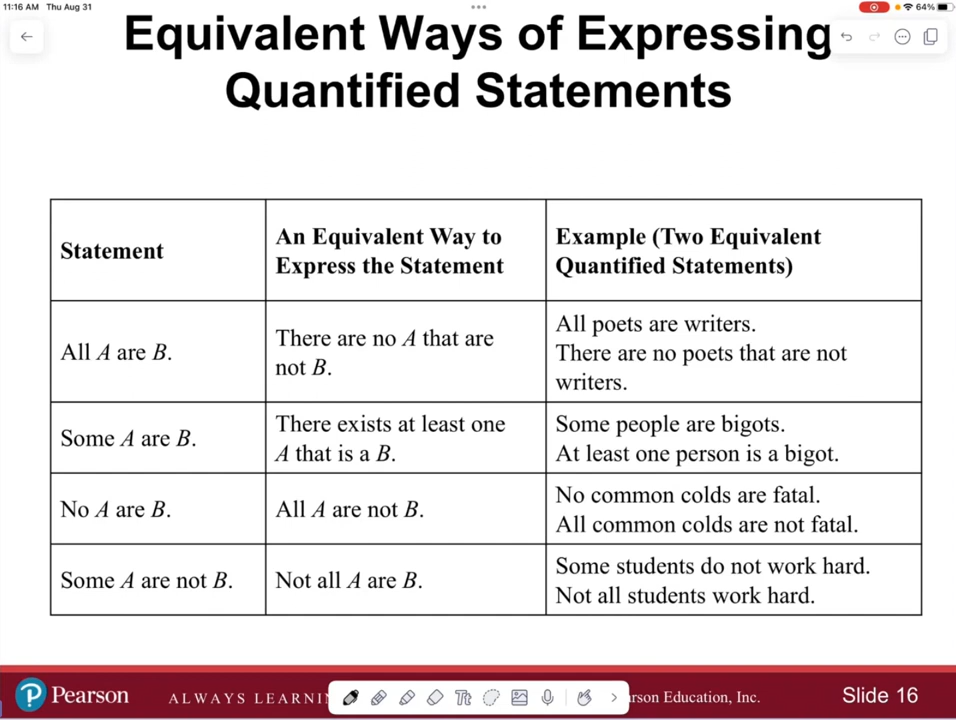 11:16 AM Thu Aug 31
64%
Equivalent Ways of Expressing
Quantified Statements
Statement
An Equivalent Way to
Express the Statement
Example (Two Equivalent
Quantified Statements)
All A are B.
There are no A that are
not B.
All poets are writers.
There are no poets that are not
writers.
Some A are B.
There exists at least one
A that is a B.
Some people are bigots.
At least one person is a bigot.
No A are B.
All A are not B.
No common colds are fatal.
All common colds are not fatal.
Some A are not B.
Not all A are B.
Some students do not work hard.
Not all students work hard.
Pearson
ALWAYS LEARNIN
Tt
rson Education, Inc.
Slide 16